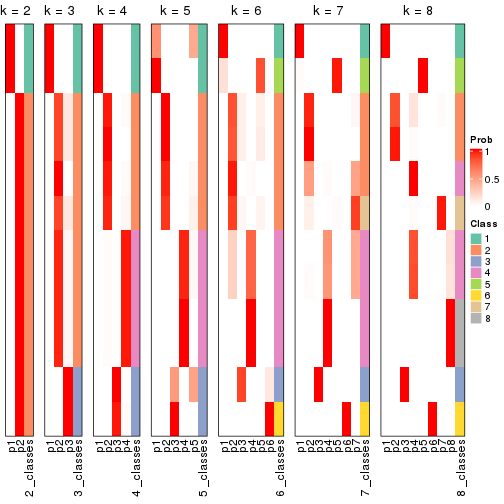 k = 2 k = 3 k = 4 k = 5 k = 6 k = 7 k = 8
Prob
1
0.5
0
Class
1
2
3
4
5
6
7
8
p1 p2 2_classes p1 p2 p3 3_classes p1 p2 p3 p4 4_classes p1 p2 p3 p4 p5 5_classes p1 p2 p3 p4 p5 p6 6_classes p1 p2 p3 p4 p5 p6 p7 7_classes p1 p2 p3 p4 p5 p6 p7 p8 8_classes